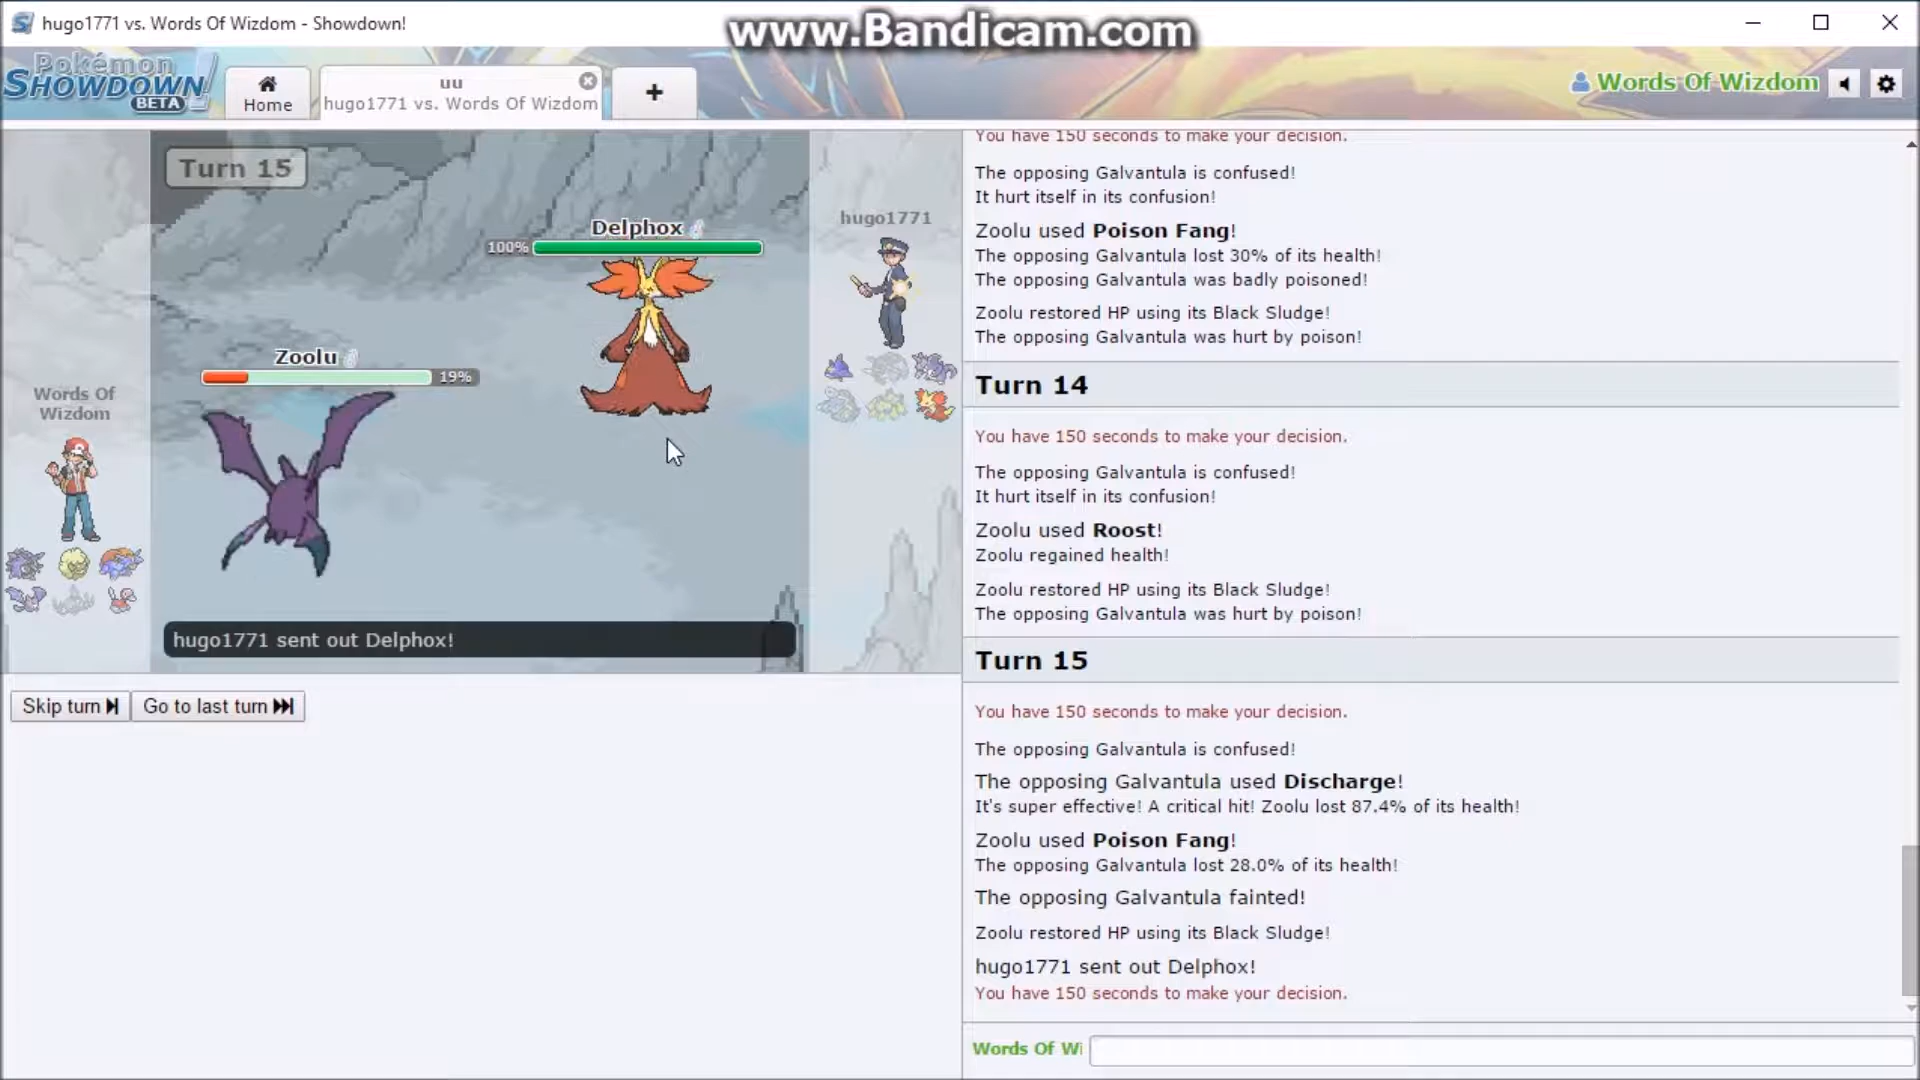 hugo1771 vs. Words Of Wizdom - Showdown!
www.Bandicam.com
Pokémon
SHOWDOWN!
BETA
Home
uu
hugo1771 vs. Words Of Wizdom
+
Words Of Wizdom
Turn 15
Delphox
100%
Zoolu
19%
Words Of
Wizdom
hugo1771
hugo1771 sent out Delphox!
Skip turn
Go to last turn
You have 150 seconds to make your decision.
The opposing Galvantula is confused!
It hurt itself in its confusion!
Zoolu used Poison Fang!
The opposing Galvantula lost 30% of its health!
The opposing Galvantula was badly poisoned!
Zoolu restored HP using its Black Sludge!
The opposing Galvantula was hurt by poison!
Turn 14
You have 150 seconds to make your decision.
The opposing Galvantula is confused!
It hurt itself in its confusion!
Zoolu used Roost!
Zoolu regained health!
Zoolu restored HP using its Black Sludge!
The opposing Galvantula was hurt by poison!
Turn 15
You have 150 seconds to make your decision.
The opposing Galvantula is confused!
The opposing Galvantula used Discharge!
It's super effective! A critical hit! Zoolu lost 87.4% of its health!
Zoolu used Poison Fang!
The opposing Galvantula lost 28.0% of its health!
The opposing Galvantula fainted!
Zoolu restored HP using its Black Sludge!
hugo1771 sent out Delphox!
You have 150 seconds to make your decision.
Words Of Wi